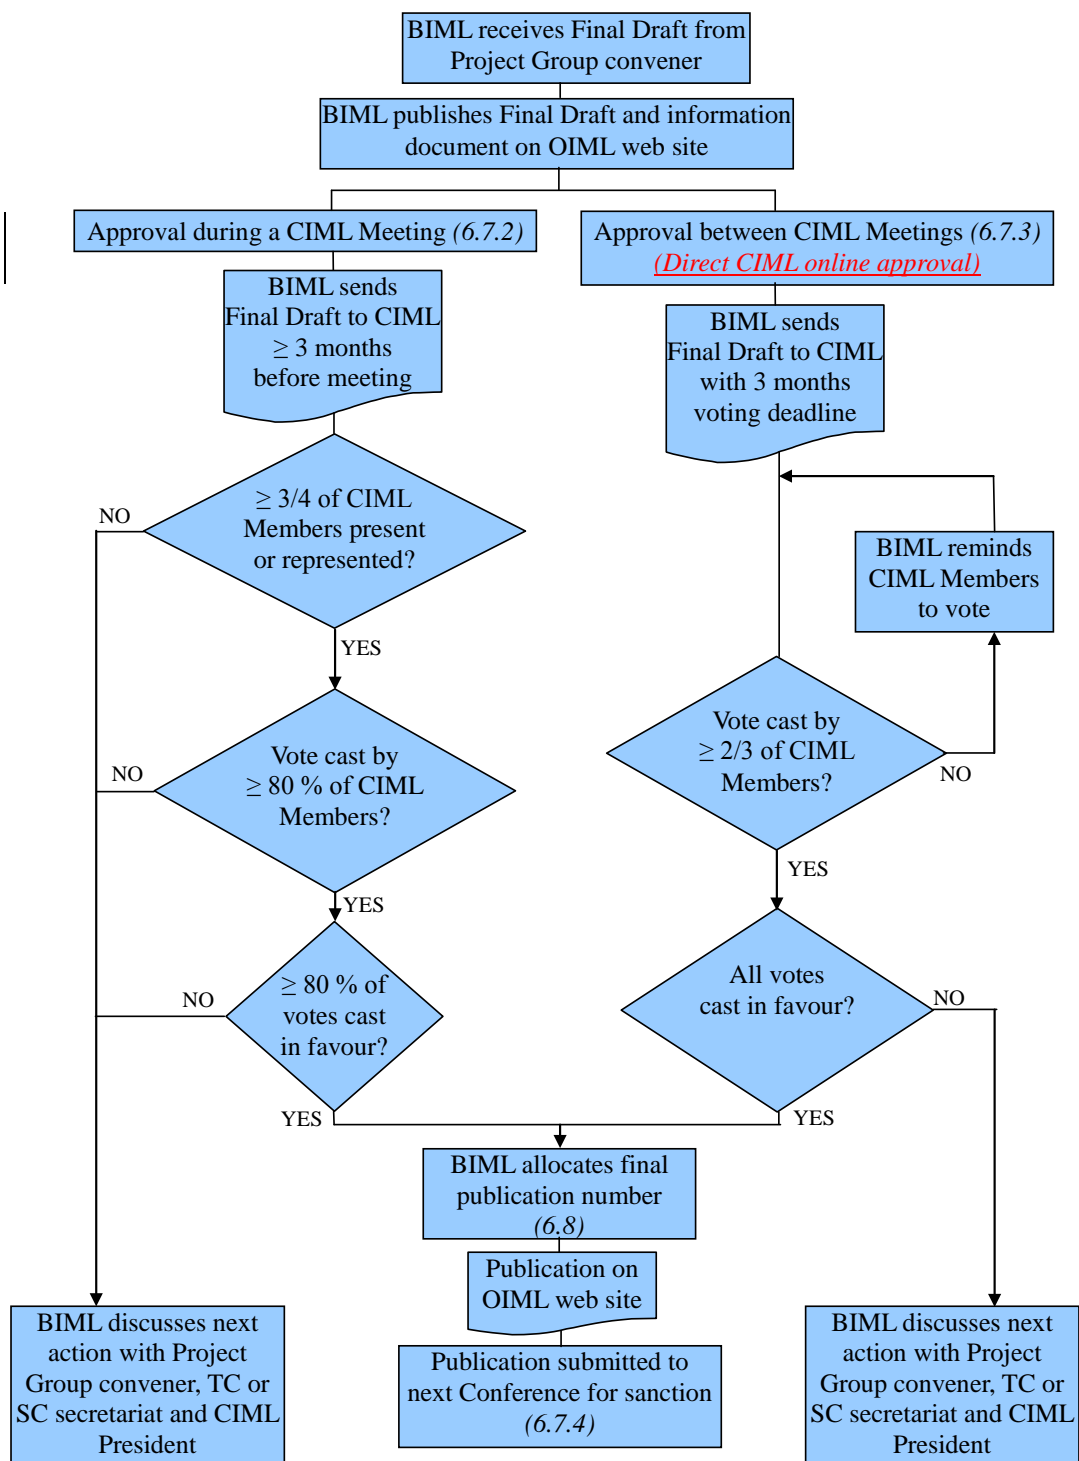 BIML receives Final Draft from
Project Group convener
BIML publishes Final Draft and information
document on OIML web site
Approval during a CIML Meeting (6.7.2)
Approval between CIML Meetings (6.7.3)
(Direct CIML online approval)
BIML sends
Final Draft to CIML
≥ 3 months
before meeting
BIML sends
Final Draft to CIML
with 3 months
voting deadline
≥ 3/4 of CIML
Members present
or represented?
NO
YES
BIML reminds
CIML Members
to vote
Vote cast by
≥ 80 % of CIML
Members?
NO
YES
Vote cast by
≥ 2/3 of CIML
Members?
NO
YES
≥ 80 % of
votes cast
in favour?
NO
YES
All votes
cast in favour?
NO
YES
BIML allocates final
publication number
(6.8)
Publication on
OIML web site
Publication submitted to
next Conference for sanction
(6.7.4)
BIML discusses next
action with Project
Group convener, TC or
SC secretariat and CIML
President
BIML discusses next
action with Project
Group convener, TC or
SC secretariat and CIML
President